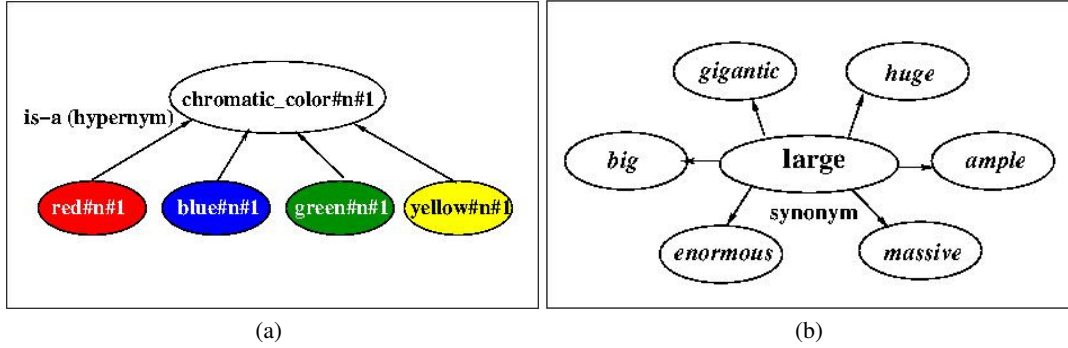 chromatic_color#n#1
is-a (hypernym)
red#n#1 blue#n#1 green#n#1 yellow#n#1
(a)
gigantic huge
big large ample
synonym
enormous massive
(b)